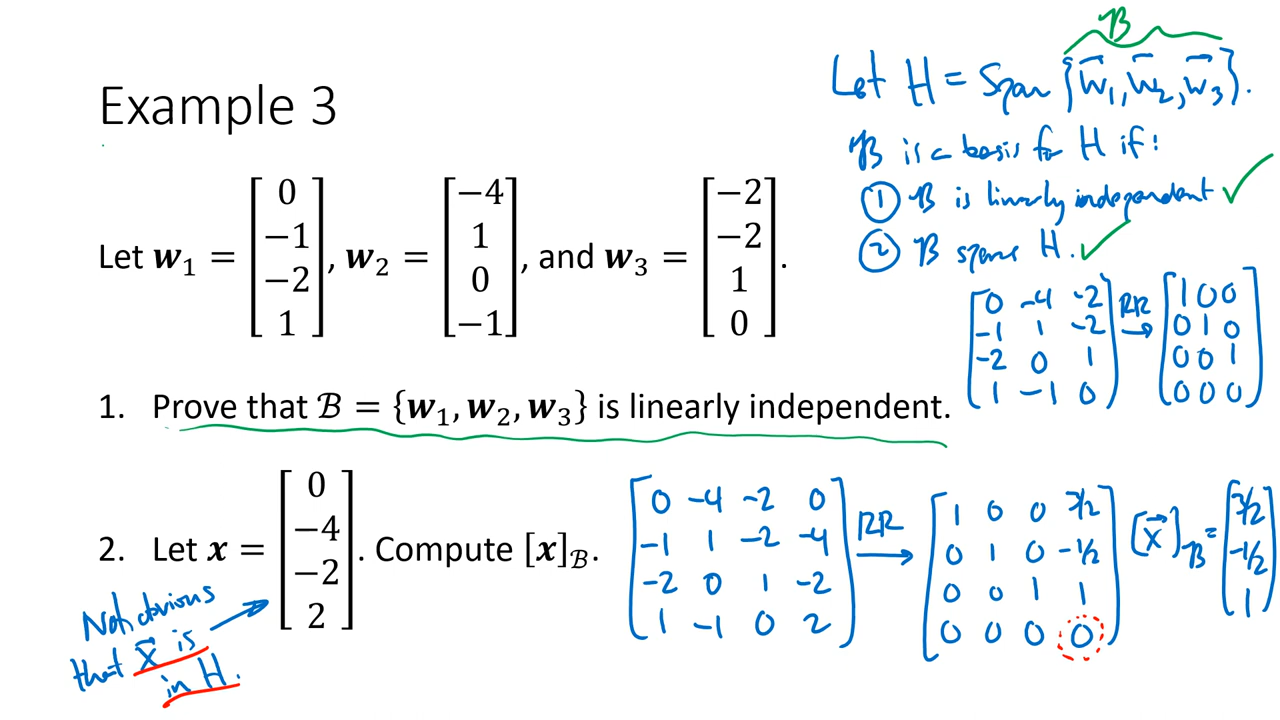 Example 3
Let w₁ = [0 −1 −2 1], w₂ = [−4 1 0 −1], and w₃ = [−2 −2 1 0].
1. Prove that ℬ = {w₁, w₂, w₃} is linearly independent.
2. Let x = [0 −4 −2 2]. Compute [x]ℬ.
Not obvious
that x⃗ is
in H.
ℬ
Let H = Span {w⃗₁, w⃗₂, w⃗₃}.
ℬ is a basis for H if:
① ℬ is linearly independent ✓
② ℬ spans H. ✓
0 -4 -2 RR 1 0 0
-1 1 -2 → 0 1 0
-2 0 1 0 0 1
1 -1 0 0 0 0
0 -4 -2 0 RR 1 0 0 7/2 [x⃗]ℬ = 7/2
-1 1 -2 -4 → 0 1 0 -1/2 -1/2
-2 0 1 -2 0 0 1 1 1
1 -1 0 2 0 0 0 0